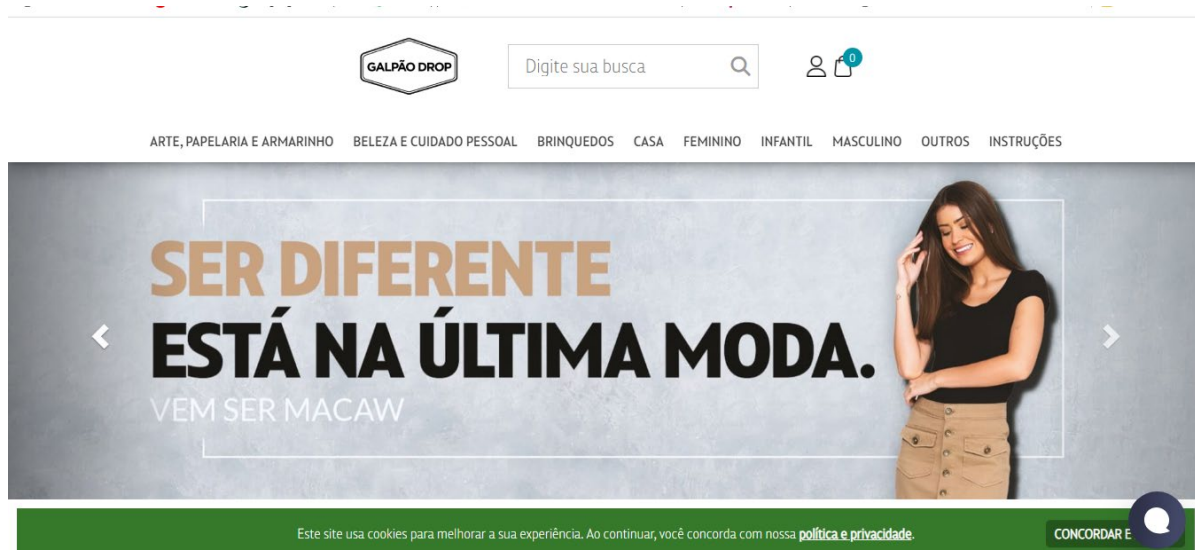 GALPÃO DROP
Digite sua busca
0
ARTE, PAPELARIA E ARMARINHO BELEZA E CUIDADO PESSOAL BRINQUEDOS CASA FEMININO INFANTIL MASCULINO OUTROS INSTRUÇÕES
SER DIFERENTE
ESTÁ NA ÚLTIMA MODA.
VEM SER MACAW
Este site usa cookies para melhorar a sua experiência. Ao continuar, você concorda com nossa política e privacidade.
CONCORDAR E